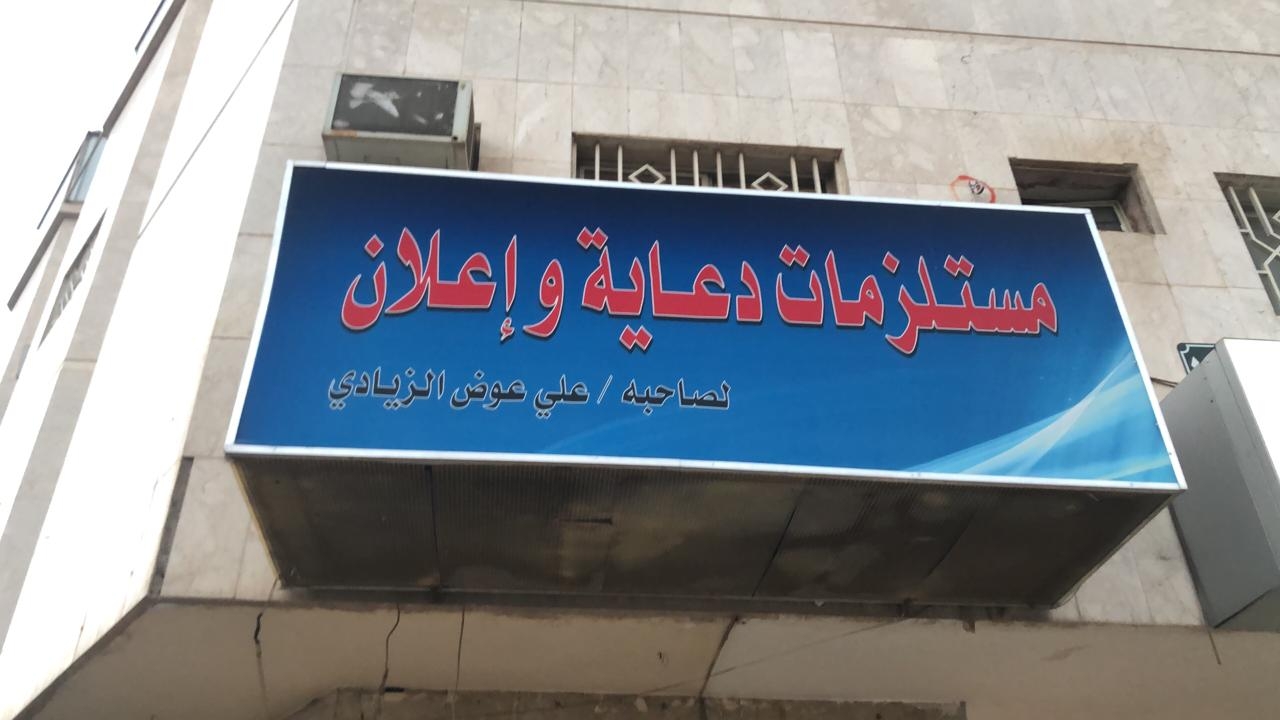 مستلزمات دعاية و إعلان
لصاحبه / علي عوض الزيادي